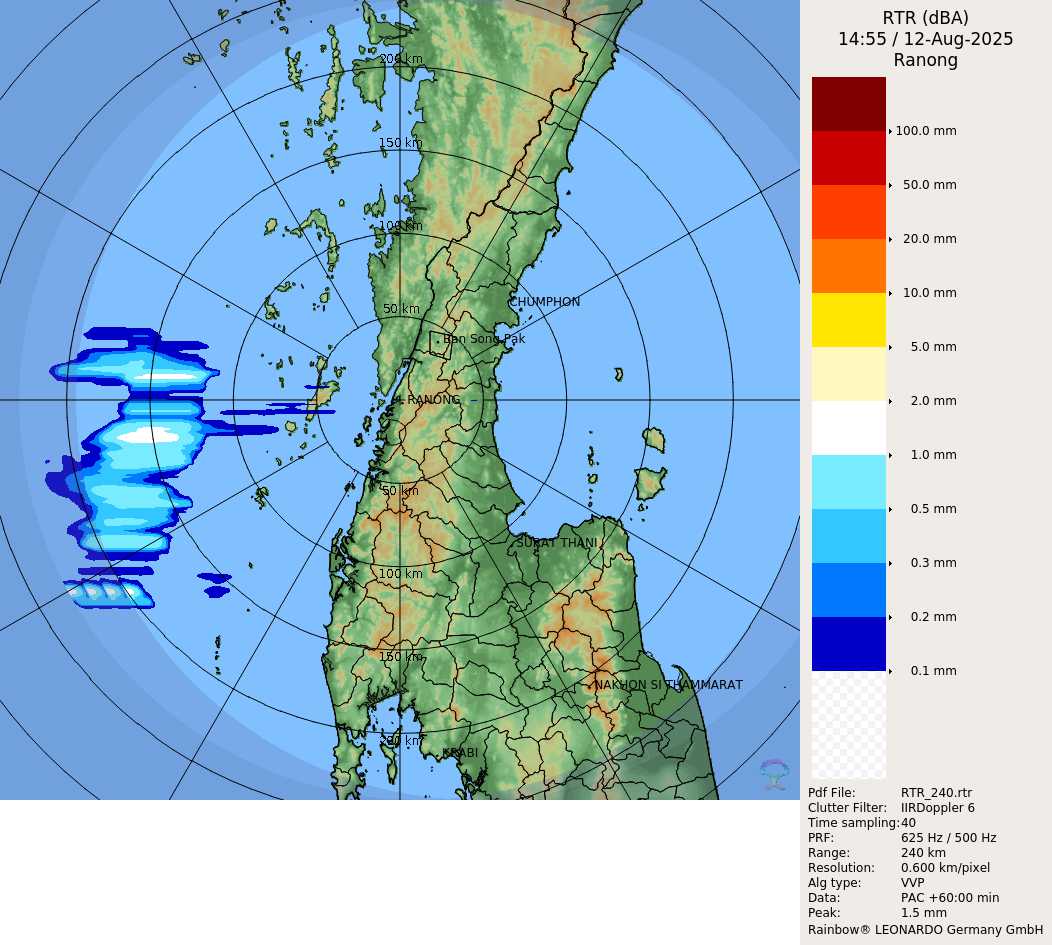 RTR (dBA)
14:55 / 12-Aug-2025
Ranong
200 km
150 km
100 km
50 km
CHUMPHON
Ban Song Pak
RANONG
50 km
SURAT THANI
100 km
150 km
NAKHON SI THAMMARAT
200 km
KRABI
100.0 mm
50.0 mm
20.0 mm
10.0 mm
5.0 mm
2.0 mm
1.0 mm
0.5 mm
0.3 mm
0.2 mm
0.1 mm
Pdf File: RTR_240.rtr
Clutter Filter: IIRDoppler 6
Time sampling: 40
PRF: 625 Hz / 500 Hz
Range: 240 km
Resolution: 0.600 km/pixel
Alg type: VVP
Data: PAC +60:00 min
Peak: 1.5 mm
Rainbow® LEONARDO Germany GmbH